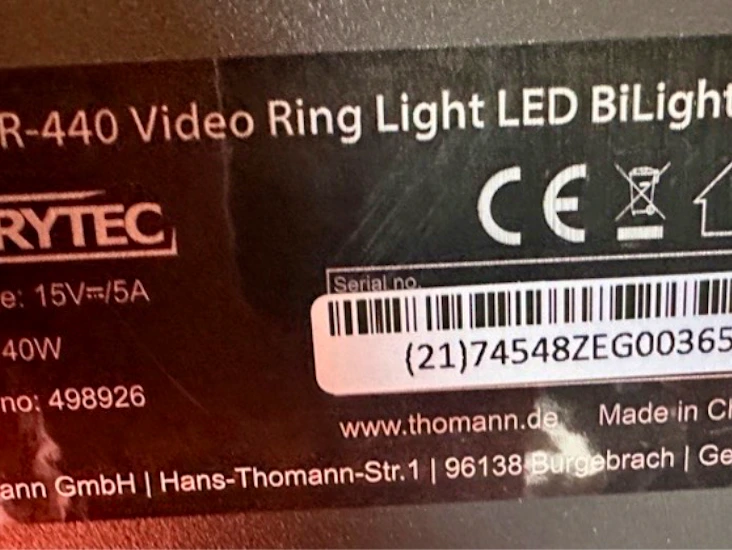 R-440 Video Ring Light LED BiLight
CE
RYTEC
Serial no.
e: 15V⎓/5A
(21)74548ZEG00365
40W
no: 498926
www.thomann.de Made in Ch
ann GmbH | Hans-Thomann-Str.1 | 96138 Burgebrach | Ge